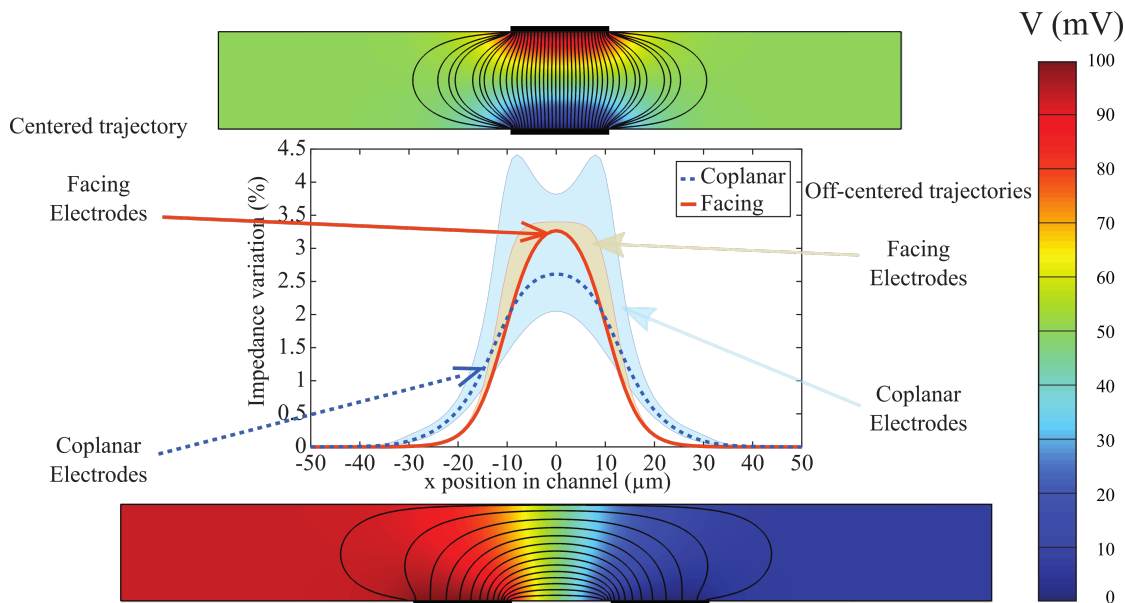 V (mV)
100
90
80
70
60
50
40
30
20
10
0
Centered trajectory
Facing
Electrodes
Coplanar
Electrodes
Impedance variation (%)
4.5
4
3.5
3
2.5
2
1.5
1
0.5
0
-50
-40
-30
-20
-10
0
10
20
30
40
50
x position in channel (μm)
Coplanar
Facing
Off-centered trajectories
Facing
Electrodes
Coplanar
Electrodes